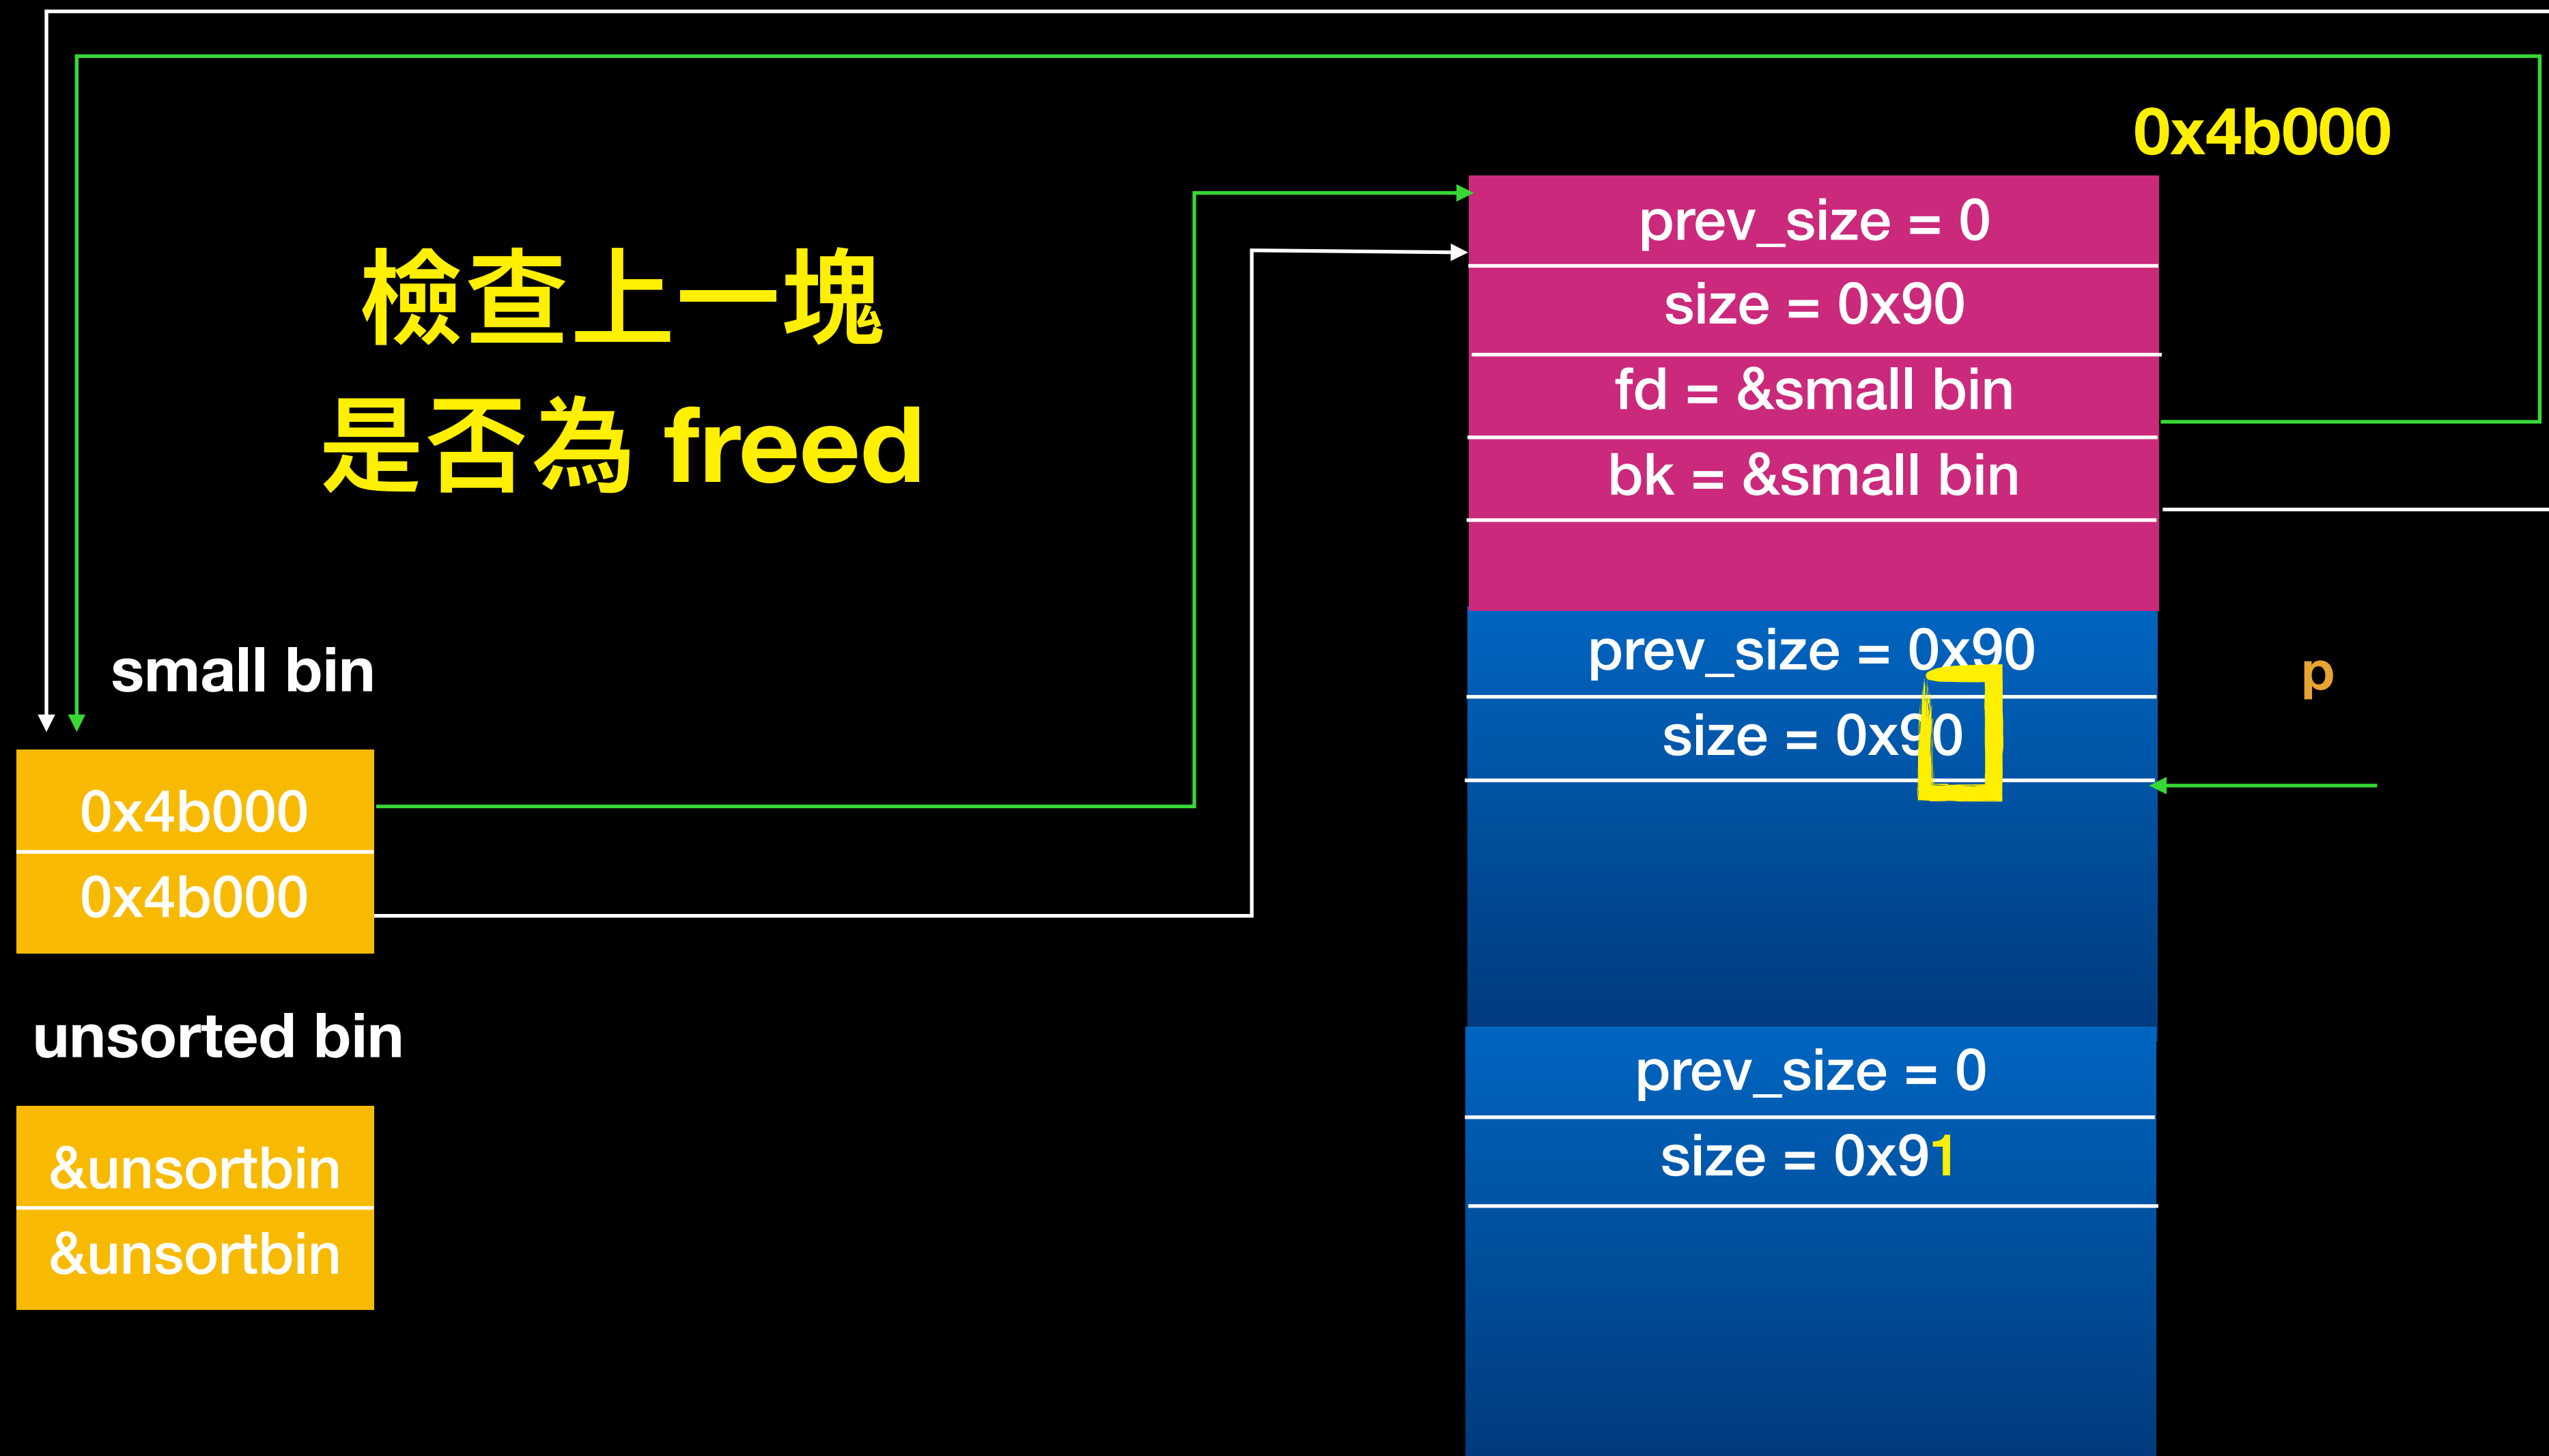 0x4b000
檢查上一塊
是否為 freed
prev_size = 0
size = 0x90
fd = &small bin
bk = &small bin
prev_size = 0x90
size = 0x90
p
small bin
0x4b000
0x4b000
unsorted bin
&unsortbin
&unsortbin
prev_size = 0
size = 0x91